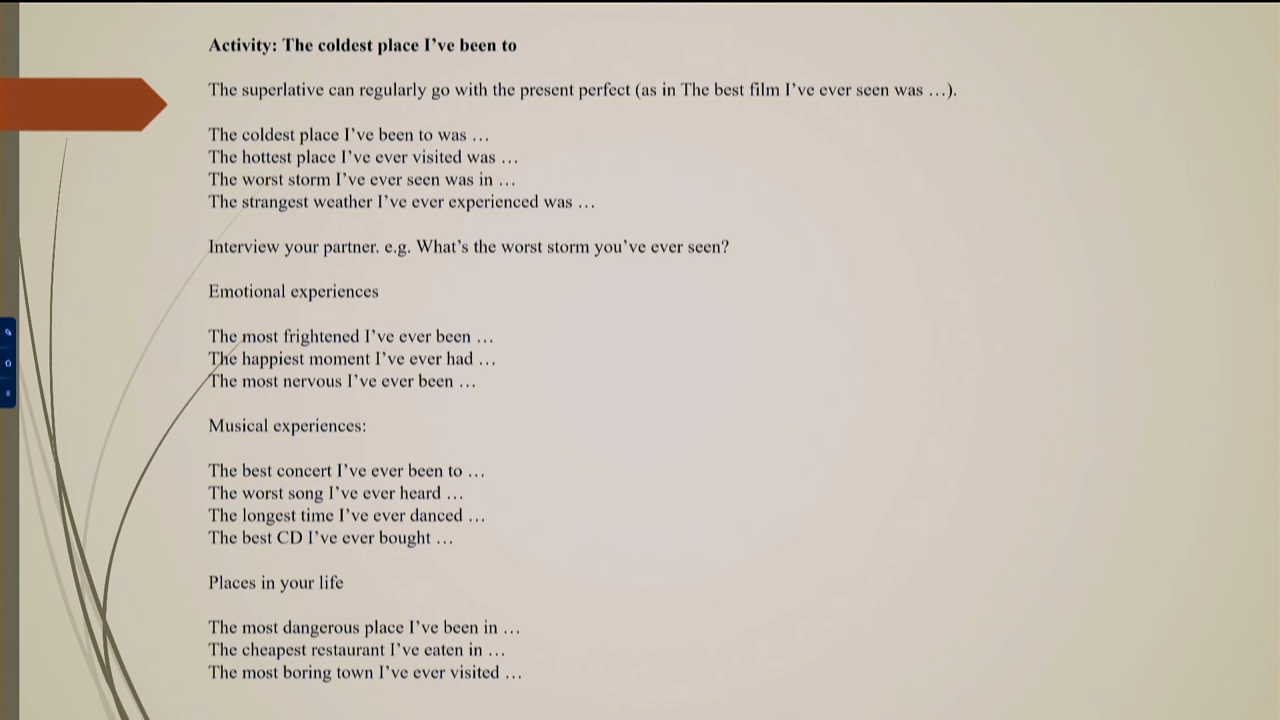 Activity: The coldest place I’ve been to
The superlative can regularly go with the present perfect (as in The best film I’ve ever seen was …).
The coldest place I’ve been to was …
The hottest place I’ve ever visited was …
The worst storm I’ve ever seen was in …
The strangest weather I’ve ever experienced was …
Interview your partner. e.g. What’s the worst storm you’ve ever seen?
Emotional experiences
The most frightened I’ve ever been …
The happiest moment I’ve ever had …
The most nervous I’ve ever been …
Musical experiences:
The best concert I’ve ever been to …
The worst song I’ve ever heard …
The longest time I’ve ever danced …
The best CD I’ve ever bought …
Places in your life
The most dangerous place I’ve been in …
The cheapest restaurant I’ve eaten in …
The most boring town I’ve ever visited …